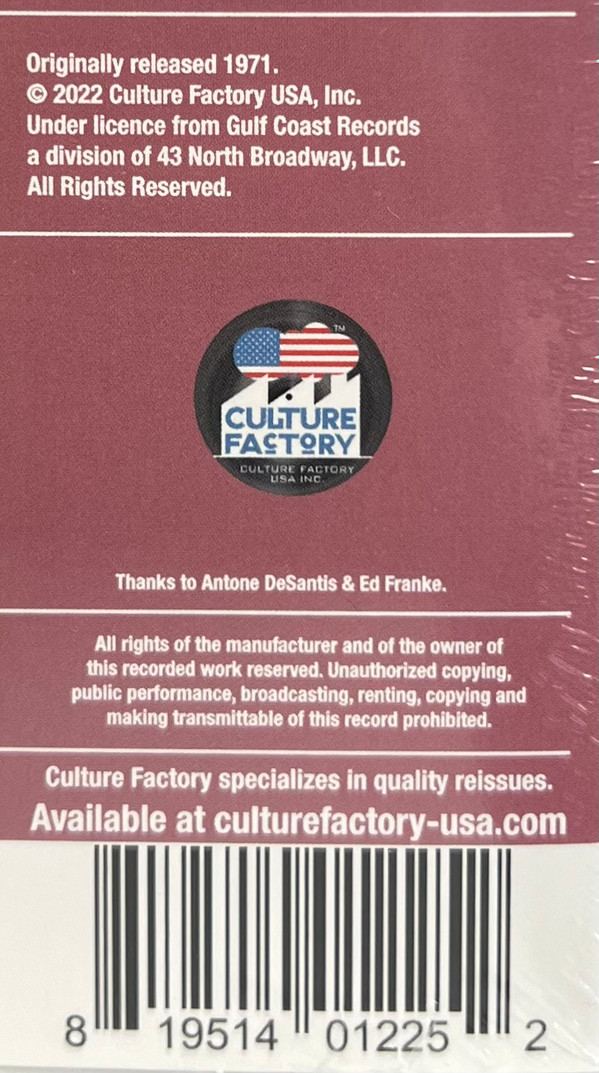 Originally released 1971.
© 2022 Culture Factory USA, Inc.
Under licence from Gulf Coast Records
a division of 43 North Broadway, LLC.
All Rights Reserved.
TM
CULTURE
FACTORY
CULTURE FACTORY
USA INC.
Thanks to Antone DeSantis & Ed Franke.
All rights of the manufacturer and of the owner of
this recorded work reserved. Unauthorized copying,
public performance, broadcasting, renting, copying and
making transmittable of this record prohibited.
Culture Factory specializes in quality reissues.
Available at culturefactory-usa.com
8 19514 01225 2